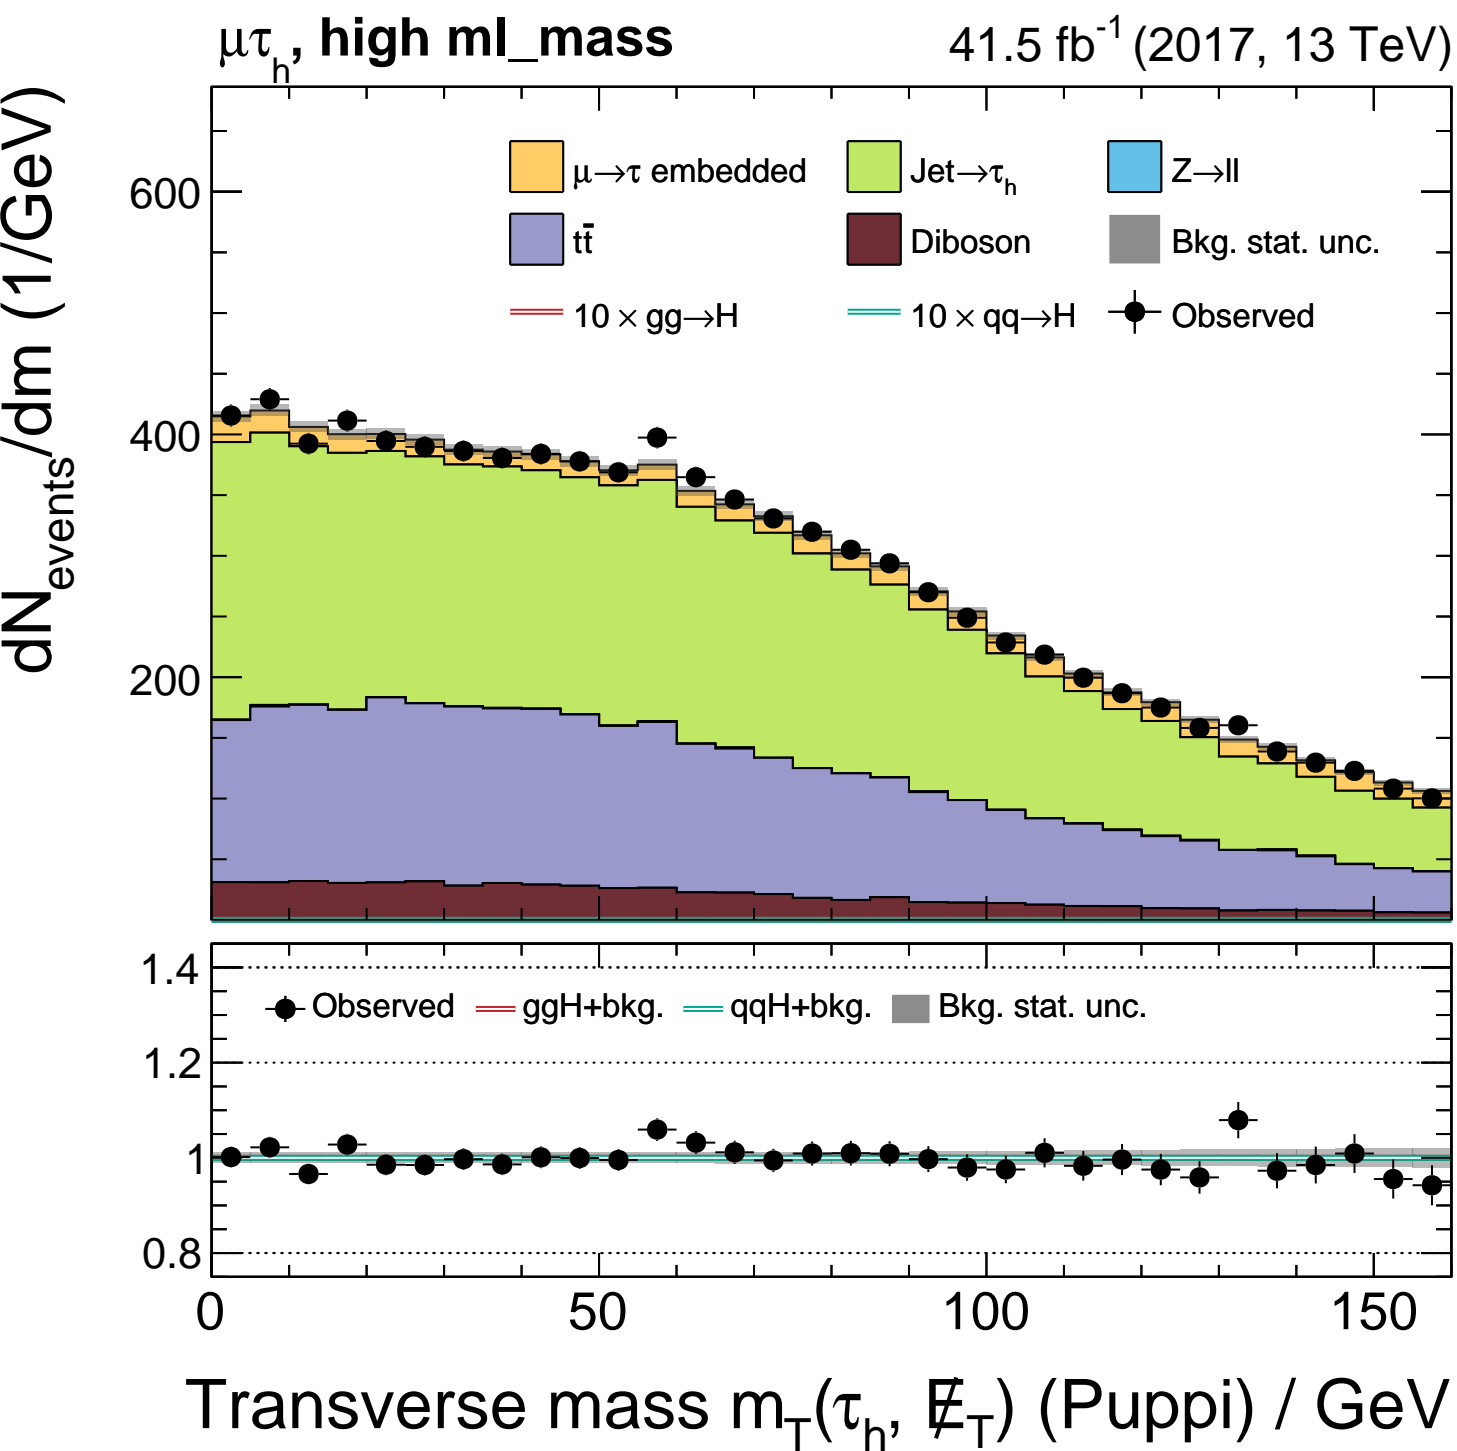 μτh, high ml_mass 41.5 fb-1 (2017, 13 TeV)
dNevents/dm (1/GeV)
600
400
200
μ→τ embedded Jet→τh Z→ll
tt̄ Diboson Bkg. stat. unc.
10 × gg→H 10 × qq→H Observed
1.4
1.2
1
0.8
Observed ggH+bkg. qqH+bkg. Bkg. stat. unc.
0 50 100 150
Transverse mass mT(τh, E̸T) (Puppi) / GeV